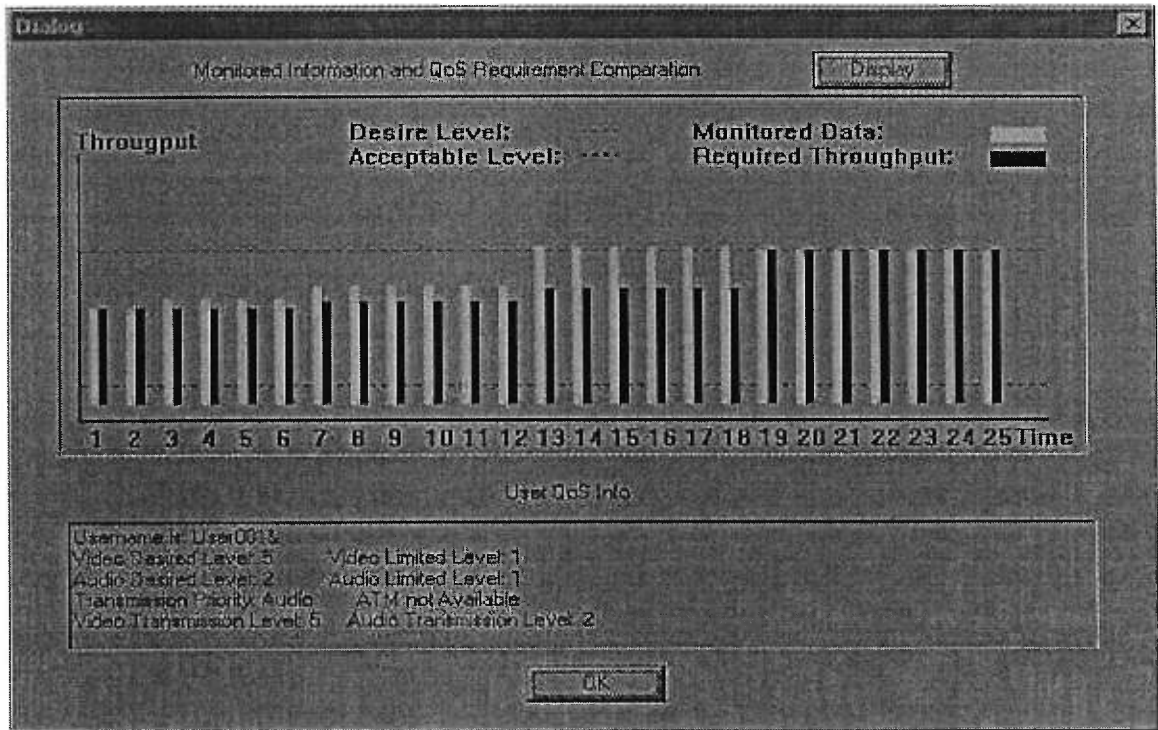 Dialog
Monitored Information and QoS Requirement Comparation
Display
Througput
Desire Level:
Monitored Data:
Acceptable Level:
Required Throughput:
1 2 3 4 5 6 7 8 9 10 11 12 13 14 15 16 17 18 19 20 21 22 23 24 25 Time
User QoS Info
Username Is: User001&
Video Desired Level: 5 Video Limited Level: 1
Audio Desired Level: 2 Audio Limited Level: 1
Transmission Priority: Audio ATM not Available
Video Transmission Level: 5 Audio Transmission Level: 2
OK